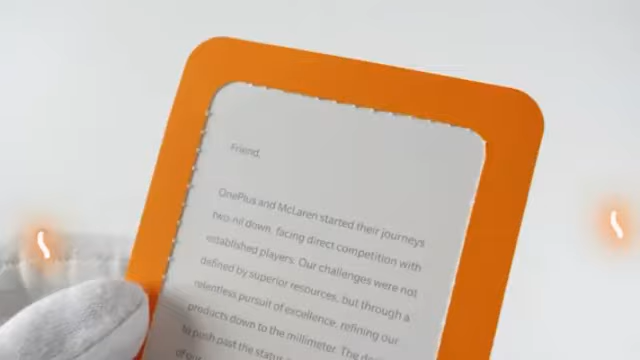 Friend,
OnePlus and McLaren started their journeys
two-nil down, facing direct competition with
established players. Our challenges were not
defined by superior resources, but through a
relentless pursuit of excellence, refining our
products down to the millimeter. The
to push past the status
of our